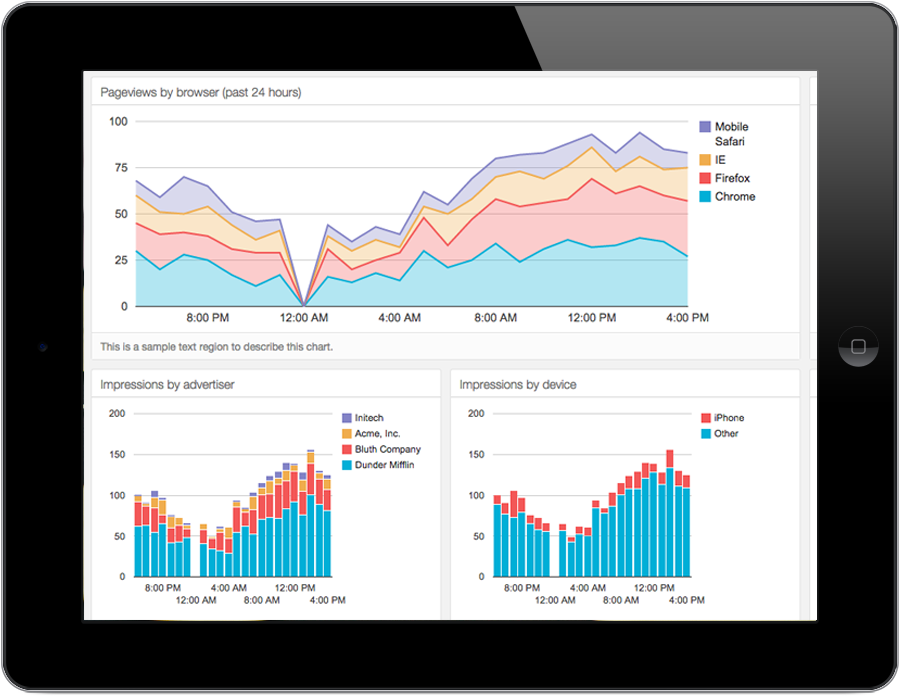 Pageviews by browser (past 24 hours)
100
75
50
25
0
8:00 PM
12:00 AM
4:00 AM
8:00 AM
12:00 PM
4:00 PM
Mobile
Safari
IE
Firefox
Chrome
This is a sample text region to describe this chart.
Impressions by advertiser
200
150
100
50
0
8:00 PM
4:00 AM
12:00 PM
12:00 AM
8:00 AM
4:00 PM
Initech
Acme, Inc.
Bluth Company
Dunder Mifflin
Impressions by device
200
150
100
50
0
8:00 PM
4:00 AM
12:00 PM
12:00 AM
8:00 AM
4:00 PM
iPhone
Other